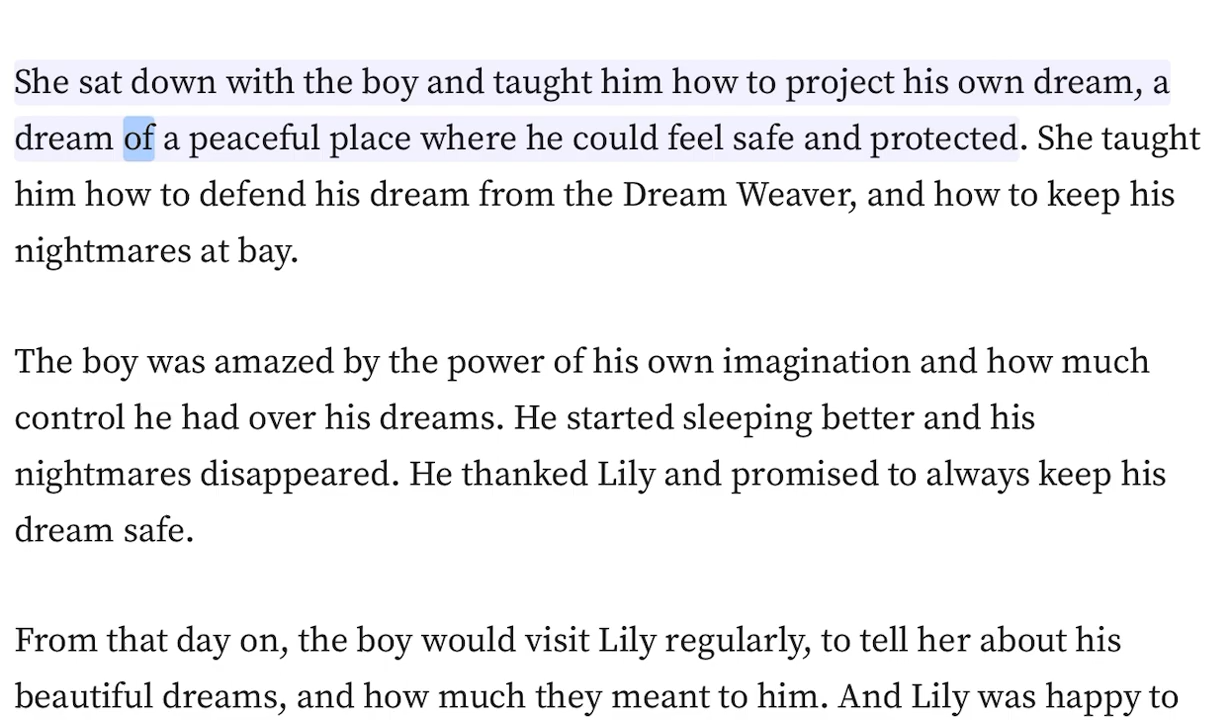 She sat down with the boy and taught him how to project his own dream, a
dream of a peaceful place where he could feel safe and protected. She taught
him how to defend his dream from the Dream Weaver, and how to keep his
nightmares at bay.
The boy was amazed by the power of his own imagination and how much
control he had over his dreams. He started sleeping better and his
nightmares disappeared. He thanked Lily and promised to always keep his
dream safe.
From that day on, the boy would visit Lily regularly, to tell her about his
beautiful dreams, and how much they meant to him. And Lily was happy to